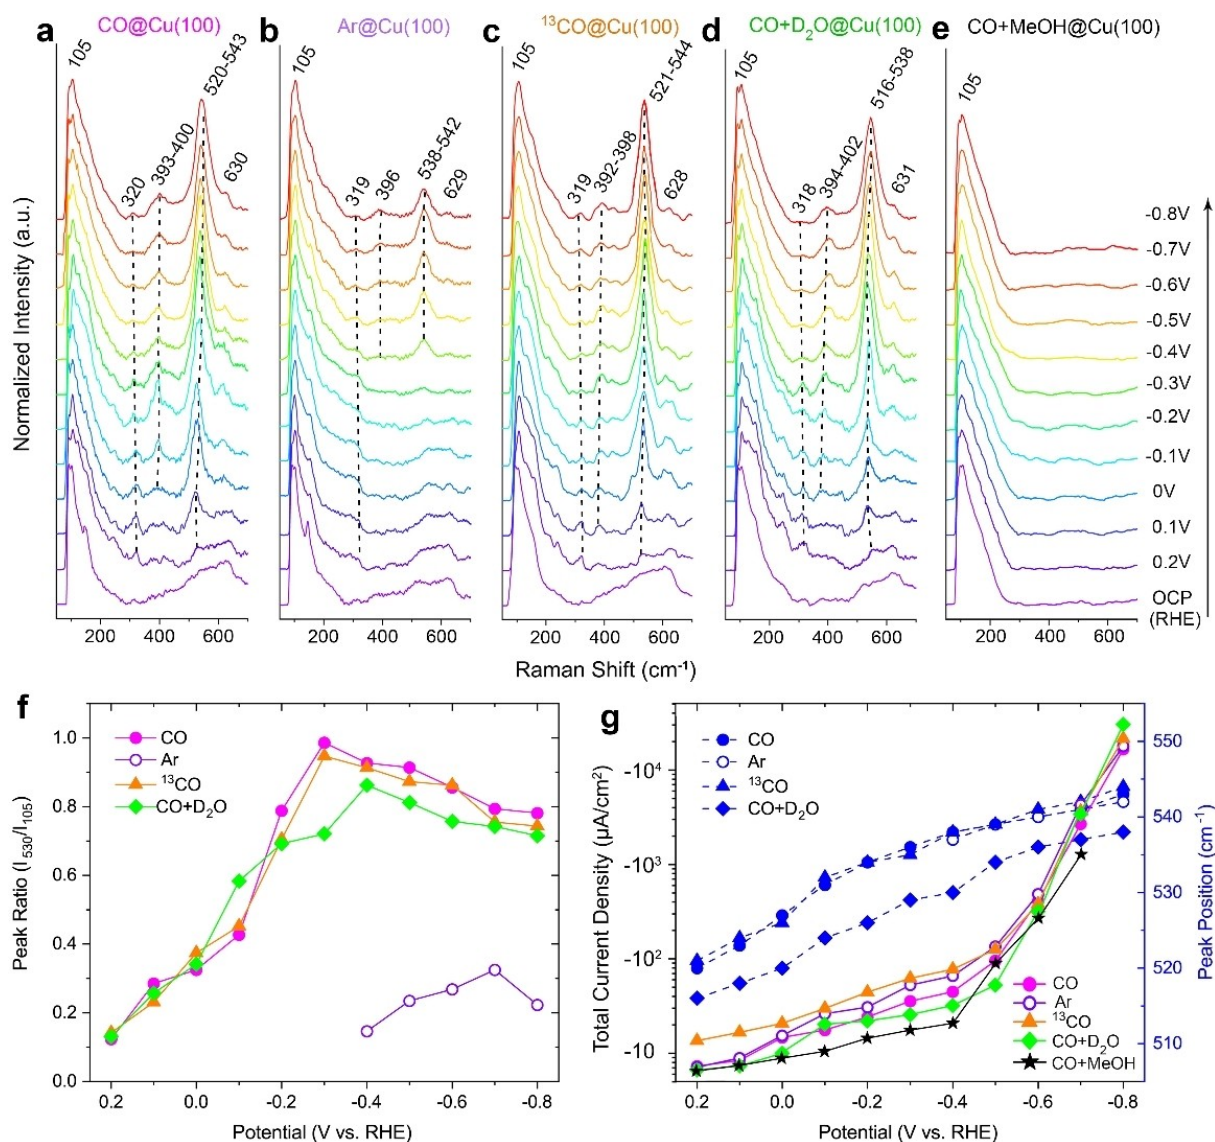 a CO@Cu(100)
b Ar@Cu(100)
c ¹³CO@Cu(100)
d CO+D₂O@Cu(100)
e CO+MeOH@Cu(100)
Normalized Intensity (a.u.)
105
320
393-400
520-543
630
105
319
396
538-542
629
105
319
392-398
521-544
628
105
318
394-402
516-538
631
105
-0.8V
-0.7V
-0.6V
-0.5V
-0.4V
-0.3V
-0.2V
-0.1V
0V
0.1V
0.2V
OCP
(RHE)
200 400 600
200 400 600
200 400 600
200 400 600
200 400 600
Raman Shift (cm⁻¹)
f
Peak Ratio (I₅₃₀/I₁₀₅)
1.0
0.8
0.6
0.4
0.2
0.0
CO
Ar
¹³CO
CO+D₂O
0.2 0.0 -0.2 -0.4 -0.6 -0.8
Potential (V vs. RHE)
g
Total Current Density (μA/cm²)
-10⁴
-10³
-10²
-10
CO
Ar
¹³CO
CO+D₂O
CO
Ar
¹³CO
CO+D₂O
CO+MeOH
550
540
530
520
510
Peak Position (cm⁻¹)
0.2 0.0 -0.2 -0.4 -0.6 -0.8
Potential (V vs. RHE)